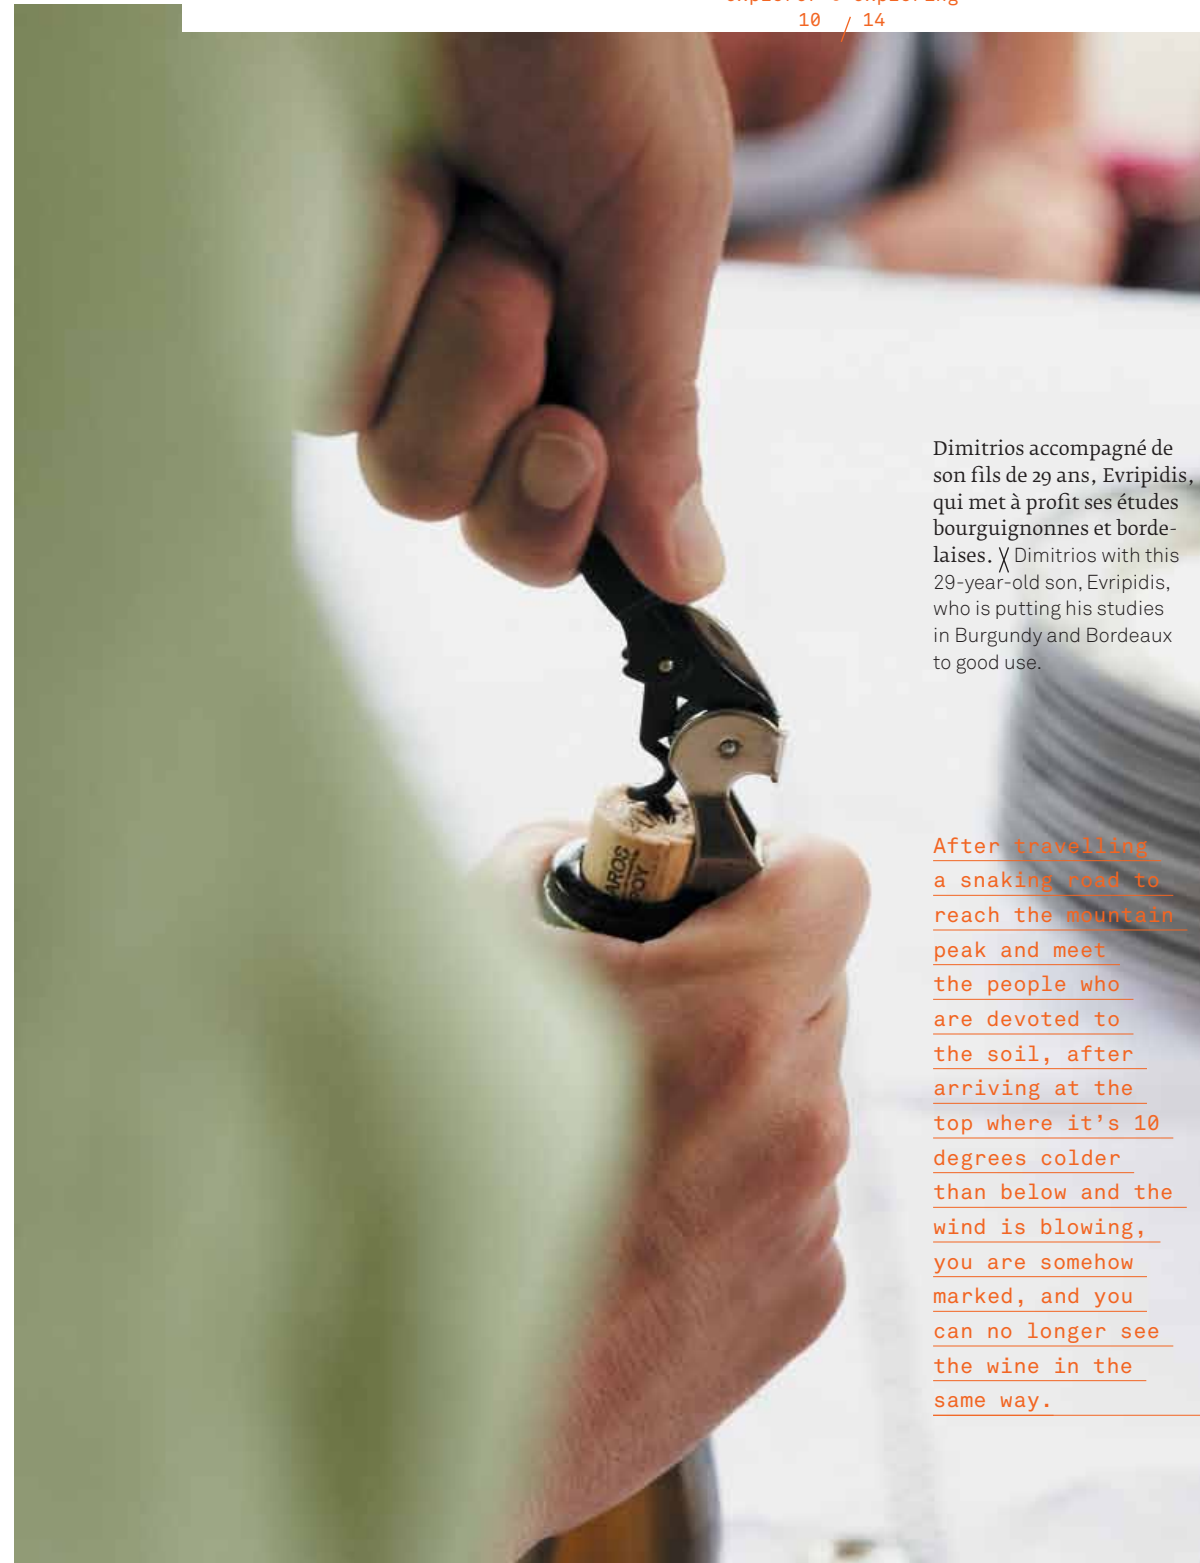 10 / 14
Dimitrios accompagné de
son fils de 29 ans, Evripidis,
qui met à profit ses études
bourguignonnes et borde-
laises. Dimitrios with this
29-year-old son, Evripidis,
who is putting his studies
in Burgundy and Bordeaux
to good use.
After travelling
a snaking road to
reach the mountain
peak and meet
the people who
are devoted to
the soil, after
arriving at the
top where it's 10
degrees colder
than below and the
wind is blowing,
you are somehow
marked, and you
can no longer see
the wine in the
same way.